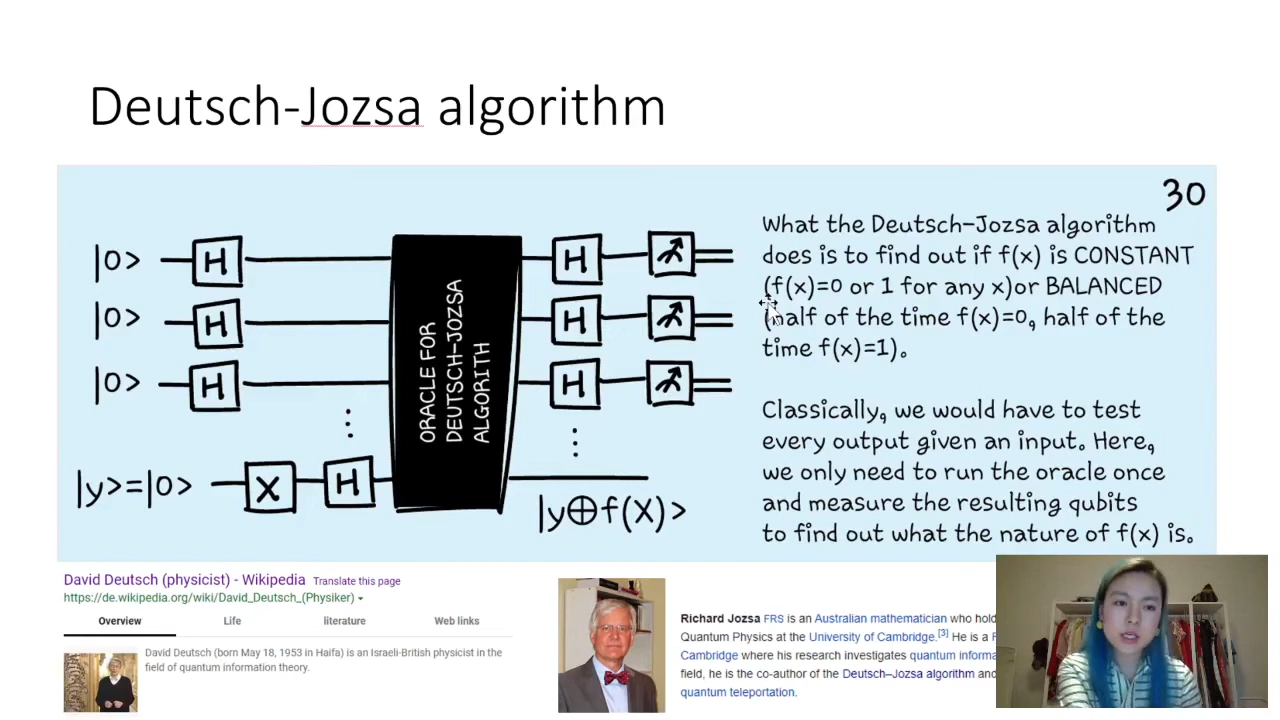 Deutsch-Jozsa algorithm
30
|0> H H
|0> H H
|0> H H
|y>=|0> X H
ORACLE FOR
DEUTSCH-JOZSA
ALGORITH
|y⊕f(X)>
What the Deutsch-Jozsa algorithm
does is to find out if f(x) is CONSTANT
(f(x)=0 or 1 for any x)or BALANCED
(half of the time f(x)=0, half of the
time f(x)=1).
Classically, we would have to test
every output given an input. Here,
we only need to run the oracle once
and measure the resulting qubits
to find out what the nature of f(x) is.
David Deutsch (physicist) - Wikipedia Translate this page
https://de.wikipedia.org/wiki/David_Deutsch_(Physiker)
Overview Life literature Web links
David Deutsch (born May 18, 1953 in Haifa) is an Israeli-British physicist in the
field of quantum information theory.
Richard Jozsa FRS is an Australian mathematician who hold
Quantum Physics at the University of Cambridge.[3] He is a F
Cambridge where his research investigates quantum informa
field, he is the co-author of the Deutsch–Jozsa algorithm and
quantum teleportation.